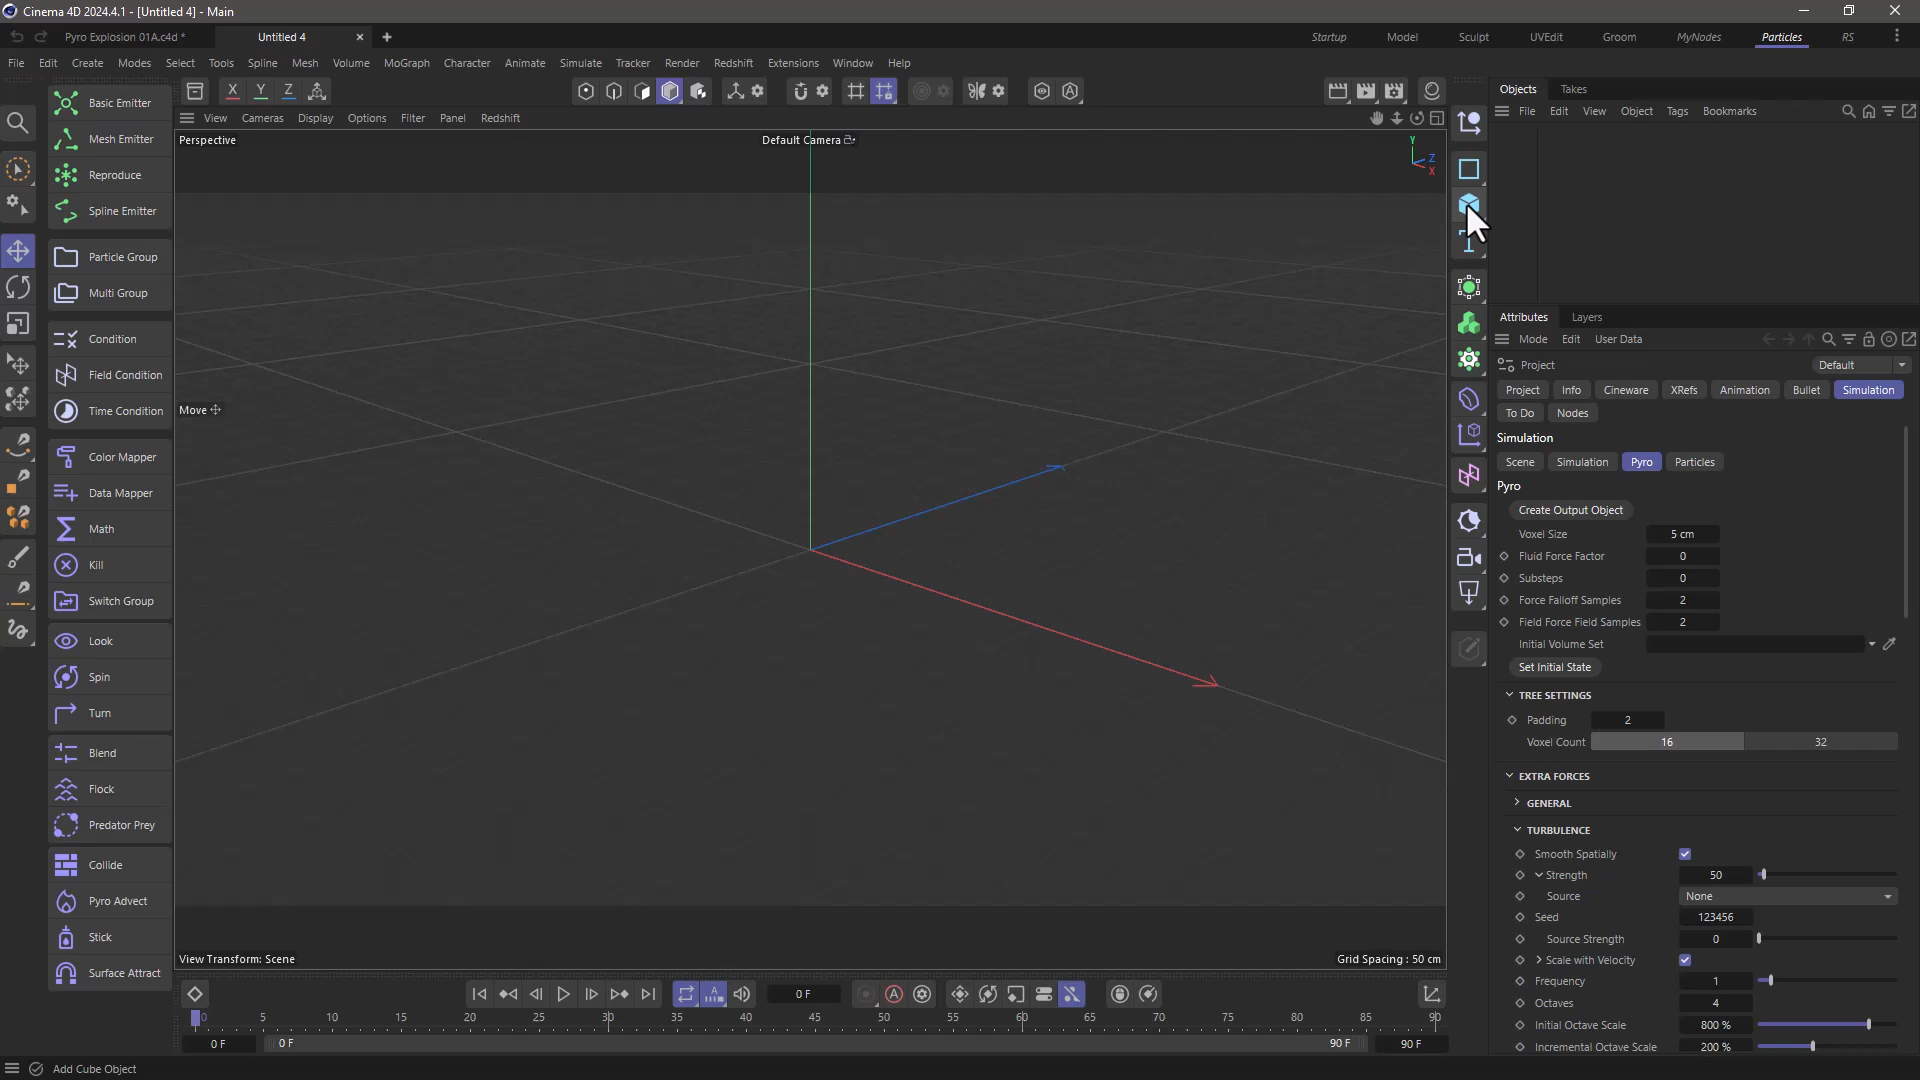 Cinema 4D 2024.4.1 - [Untitled 4] - Main
Pyro Explosion 01A.c4d *
Untitled 4
Startup Model Sculpt UVEdit Groom MyNodes Particles RS
File Edit Create Modes Select Tools Spline Mesh Volume MoGraph Character Animate Simulate Tracker Render Redshift Extensions Window Help
X Y Z
View Cameras Display Options Filter Panel Redshift
Perspective
Default Camera
Y
Z
X
Move
View Transform: Scene
Grid Spacing : 50 cm
Basic Emitter
Mesh Emitter
Reproduce
Spline Emitter
Particle Group
Multi Group
Condition
Field Condition
Time Condition
Color Mapper
Data Mapper
Math
Kill
Switch Group
Look
Spin
Turn
Blend
Flock
Predator Prey
Collide
Pyro Advect
Stick
Surface Attract
Objects Takes
File Edit View Object Tags Bookmarks
Attributes Layers
Mode Edit User Data
Project
Default
Project Info Cineware XRefs Animation Bullet Simulation
To Do Nodes
Simulation
Scene Simulation Pyro Particles
Pyro
Create Output Object
Voxel Size 5 cm
Fluid Force Factor 0
Substeps 0
Force Falloff Samples 2
Field Force Field Samples 2
Initial Volume Set
Set Initial State
TREE SETTINGS
Padding 2
Voxel Count 16 32
EXTRA FORCES
GENERAL
TURBULENCE
Smooth Spatially
Strength 50
Source None
Seed 123456
Source Strength 0
Scale with Velocity
Frequency 1
Octaves 4
Initial Octave Scale 800 %
Incremental Octave Scale 200 %
A 0 F A
0 5 10 15 20 25 30 35 40 45 50 55 60 65 70 75 80 85 90
0 F 0 F 90 F 90 F
Add Cube Object